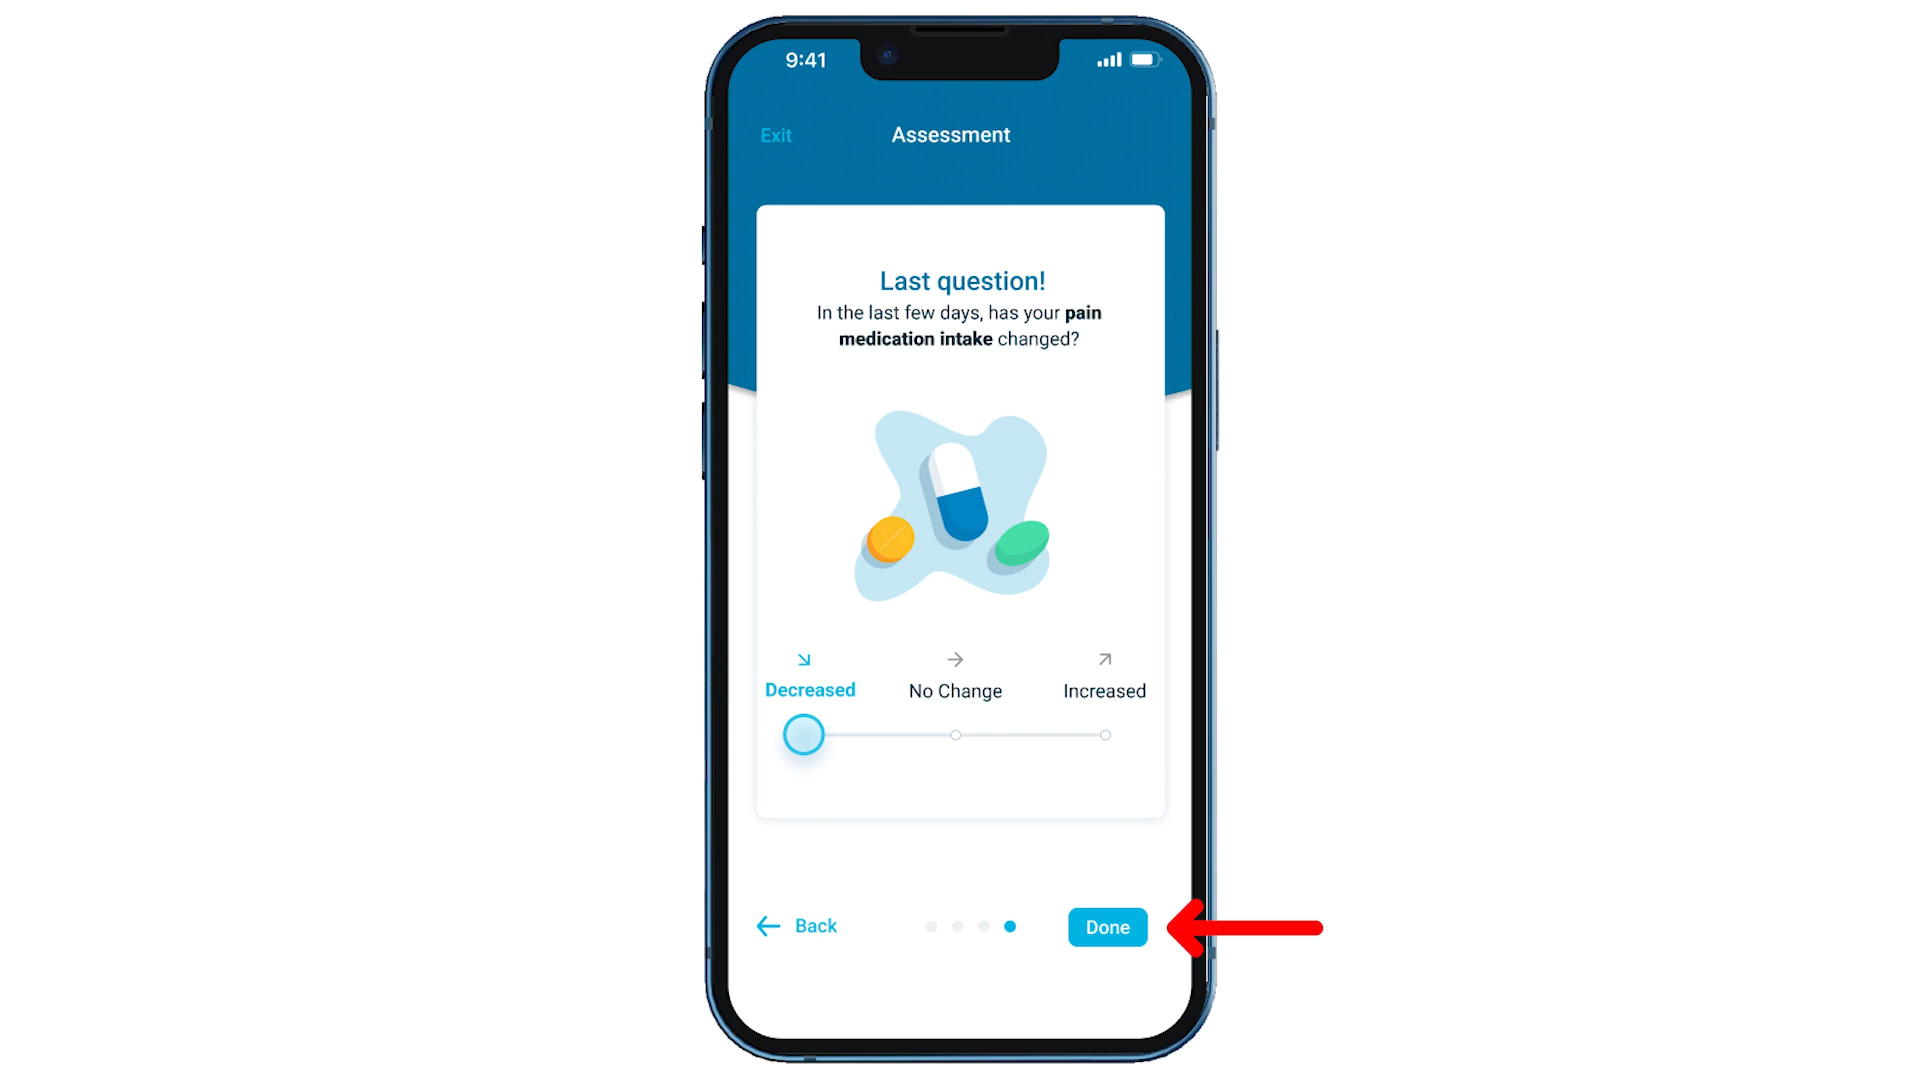 9:41
Exit
Assessment
Last question!
In the last few days, has your pain
medication intake changed?
Decreased
No Change
Increased
Back
Done